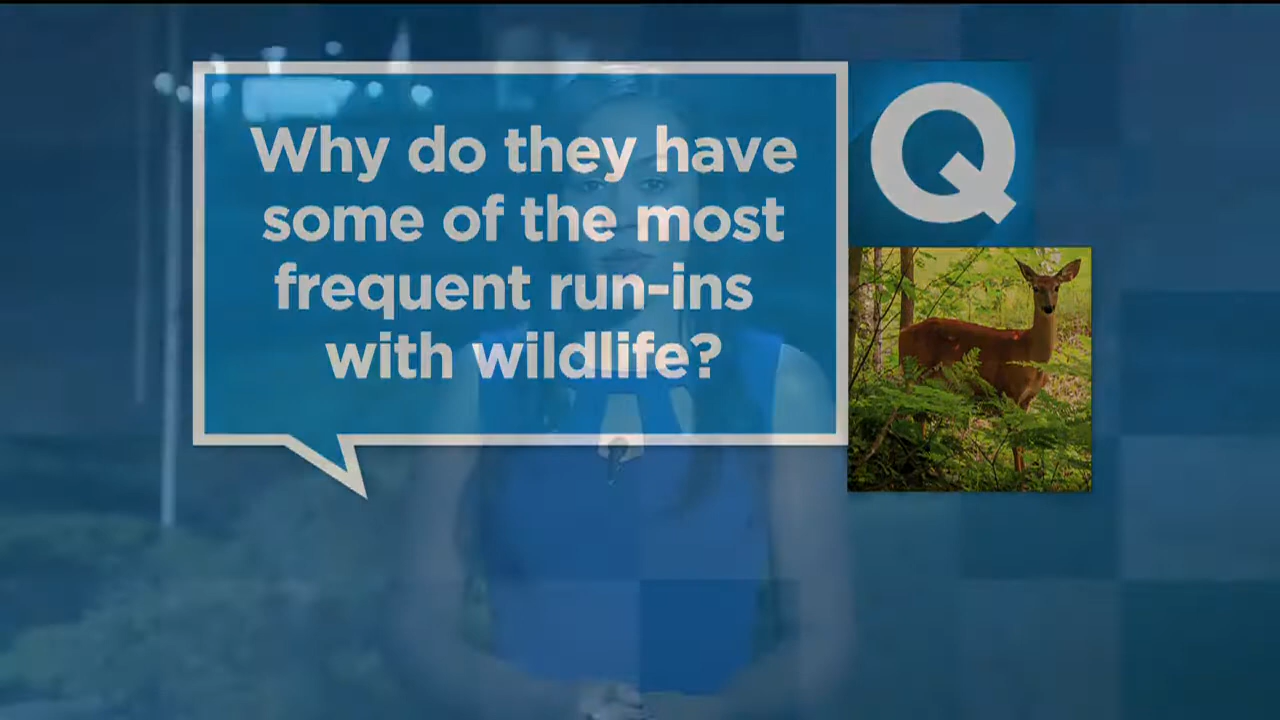 Why do they have
some of the most
frequent run-ins
with wildlife?
Q